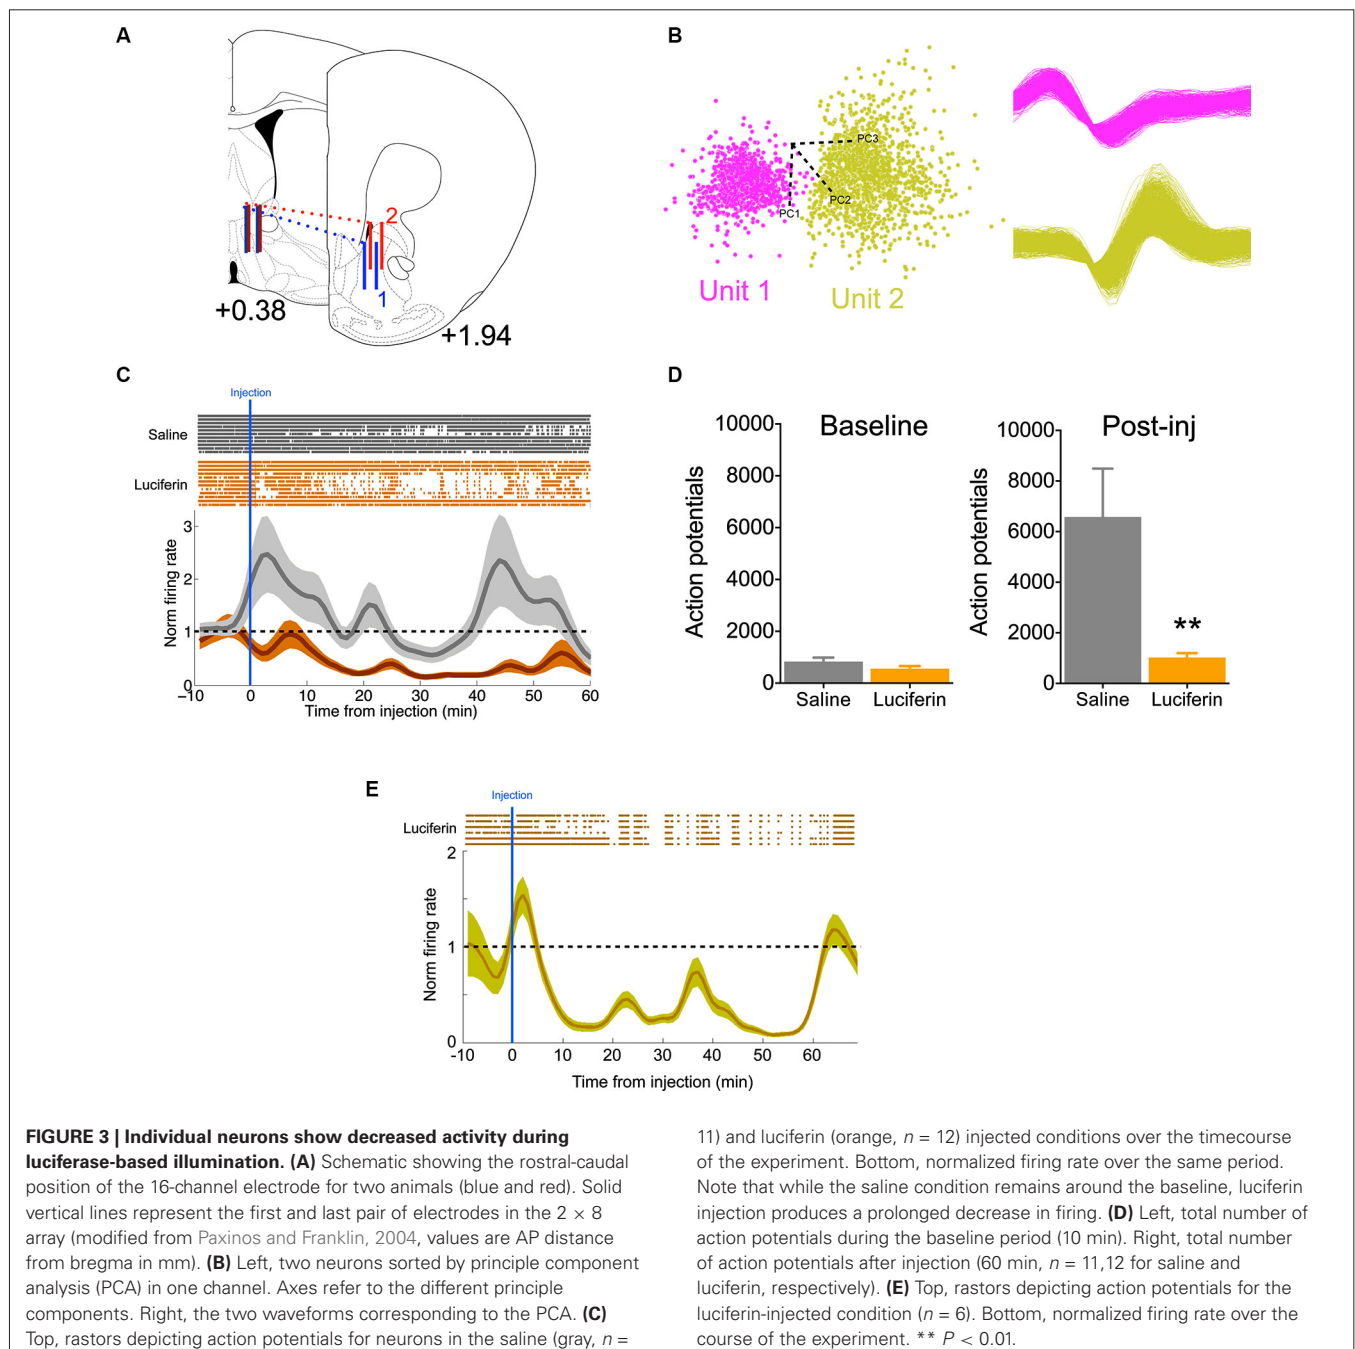 A
2
1
+0.38
+1.94
B
PC3
PC2
PC1
Unit 1
Unit 2
C
Injection
Saline
Luciferin
Norm firing rate
3
2
1
0
-10 0 10 20 30 40 50 60
Time from injection (min)
D
Baseline
Action potentials
10000
8000
6000
4000
2000
0
Saline Luciferin
Post-inj
Action potentials
10000
8000
6000
4000
2000
0
**
Saline Luciferin
E
Injection
Luciferin
Norm firing rate
2
1
0
-10 0 10 20 30 40 50 60
Time from injection (min)
FIGURE 3 | Individual neurons show decreased activity during
luciferase-based illumination. (A) Schematic showing the rostral-caudal
position of the 16-channel electrode for two animals (blue and red). Solid
vertical lines represent the first and last pair of electrodes in the 2 × 8
array (modified from Paxinos and Franklin, 2004, values are AP distance
from bregma in mm). (B) Left, two neurons sorted by principle component
analysis (PCA) in one channel. Axes refer to the different principle
components. Right, the two waveforms corresponding to the PCA. (C)
Top, rastors depicting action potentials for neurons in the saline (gray, n =
11) and luciferin (orange, n = 12) injected conditions over the timecourse
of the experiment. Bottom, normalized firing rate over the same period.
Note that while the saline condition remains around the baseline, luciferin
injection produces a prolonged decrease in firing. (D) Left, total number of
action potentials during the baseline period (10 min). Right, total number
of action potentials after injection (60 min, n = 11,12 for saline and
luciferin, respectively). (E) Top, rastors depicting action potentials for the
luciferin-injected condition (n = 6). Bottom, normalized firing rate over the
course of the experiment. ** P < 0.01.